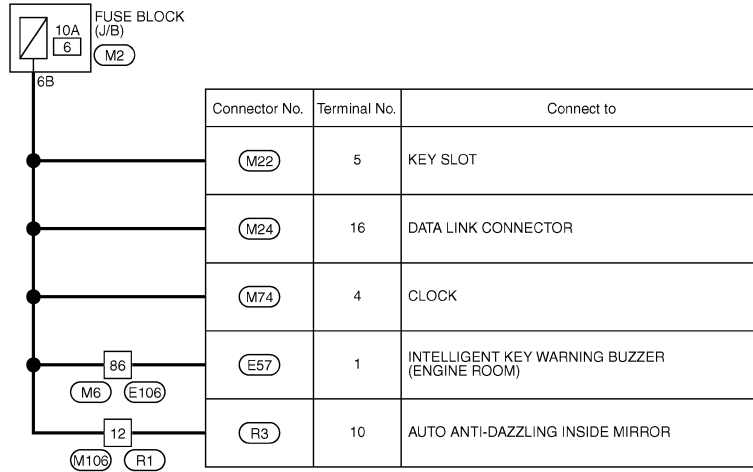 FUSE BLOCK
(J/B)
10A
6
M2
6B
Connector No. Terminal No. Connect to
M22 5 KEY SLOT
M24 16 DATA LINK CONNECTOR
M74 4 CLOCK
86 E57 1 INTELLIGENT KEY WARNING BUZZER
(ENGINE ROOM)
M6 E106
12 R3 10 AUTO ANTI-DAZZLING INSIDE MIRROR
M106 R1